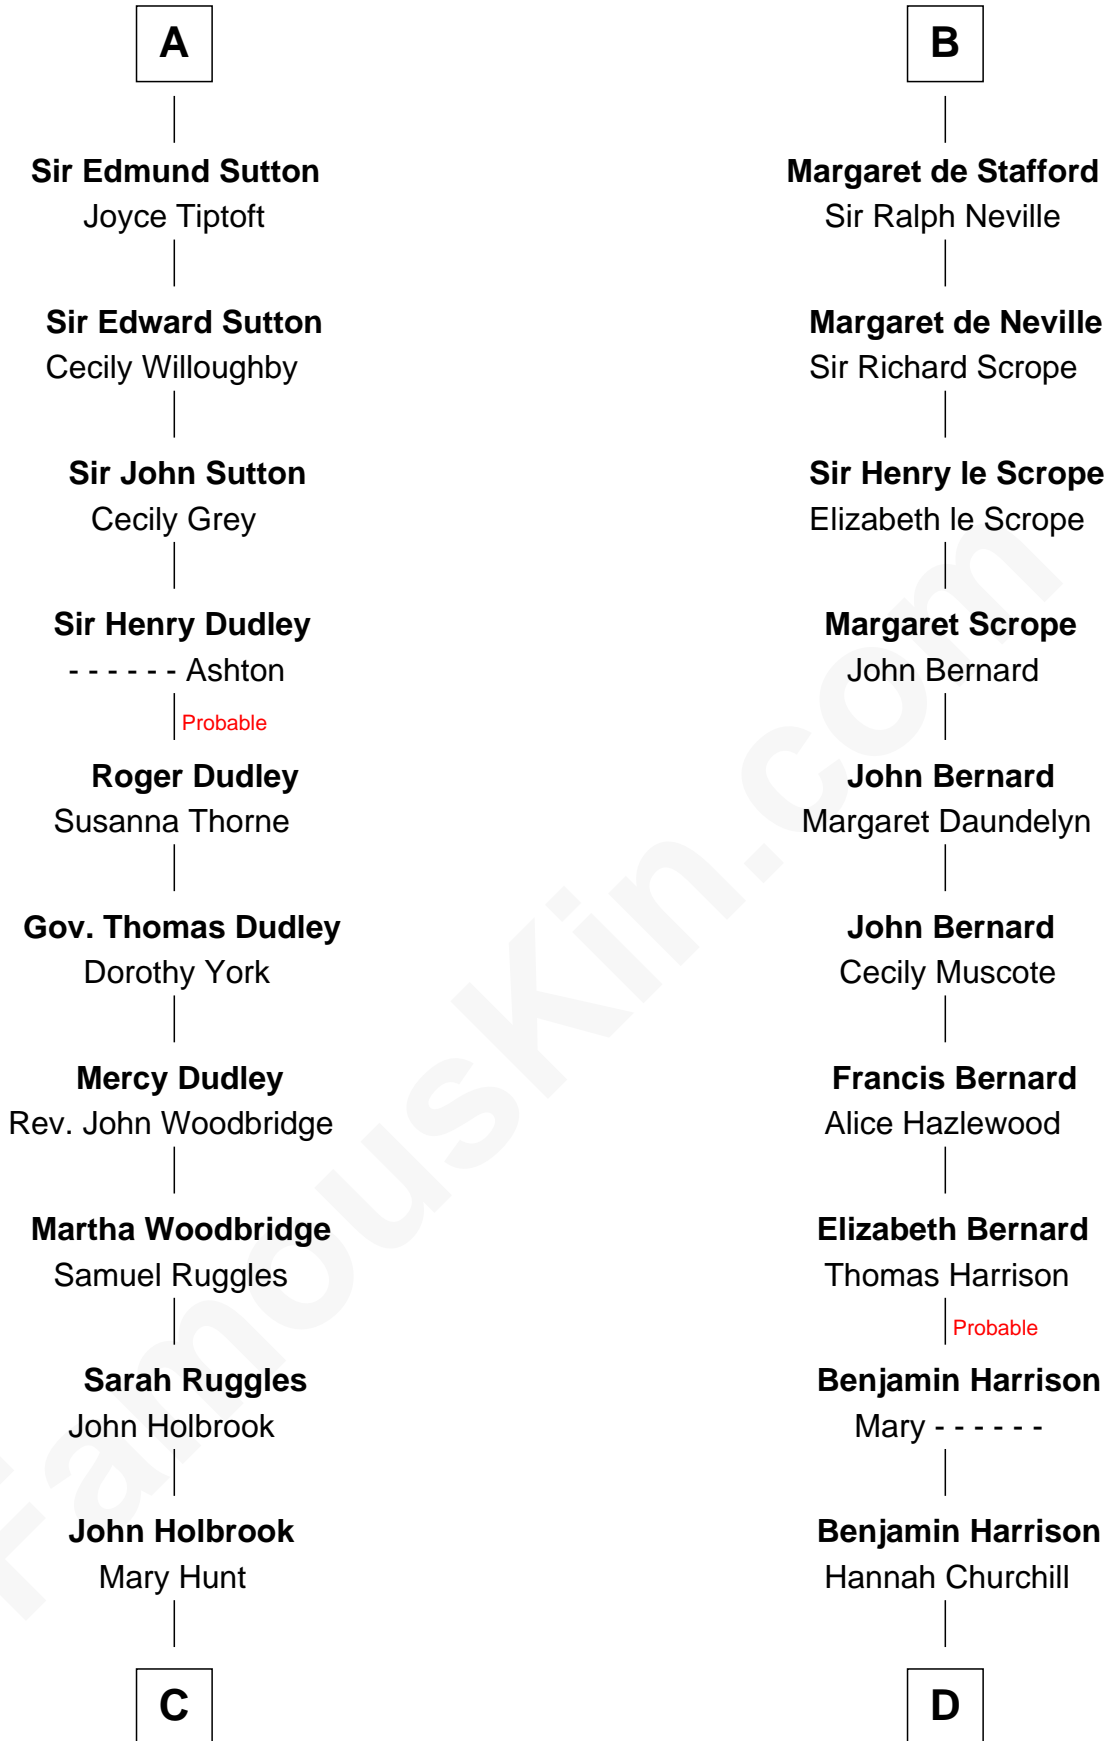 A
Sir Edmund Sutton
Joyce Tiptoft
Sir Edward Sutton
Cecily Willoughby
Sir John Sutton
Cecily Grey
Sir Henry Dudley
- - - - - - Ashton
Probable
Roger Dudley
Susanna Thorne
Gov. Thomas Dudley
Dorothy York
Mercy Dudley
Rev. John Woodbridge
Martha Woodbridge
Samuel Ruggles
Sarah Ruggles
John Holbrook
John Holbrook
Mary Hunt
C
B
Margaret de Stafford
Sir Ralph Neville
Margaret de Neville
Sir Richard Scrope
Sir Henry le Scrope
Elizabeth le Scrope
Margaret Scrope
John Bernard
John Bernard
Margaret Daundelyn
John Bernard
Cecily Muscote
Francis Bernard
Alice Hazlewood
Elizabeth Bernard
Thomas Harrison
Probable
Benjamin Harrison
Mary - - - - - -
Benjamin Harrison
Hannah Churchill
D
FamousKin.com